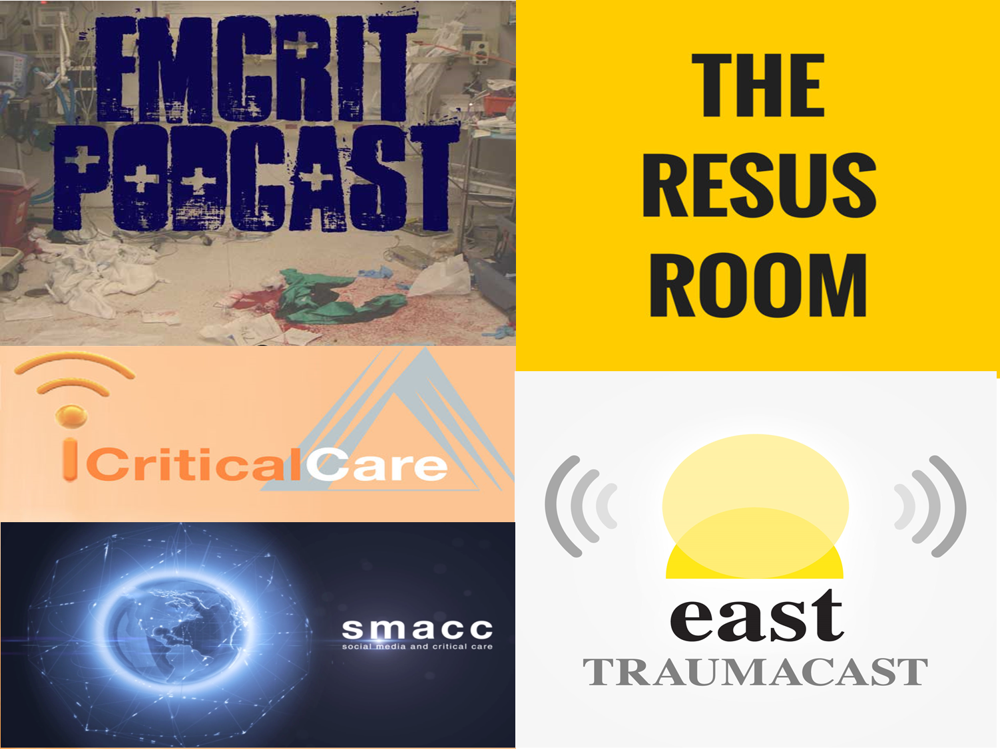 EMCRIT
PODCAST
THE
RESUS
ROOM
iCriticalCare
smacc
social media and critical care
east
TRAUMACAST